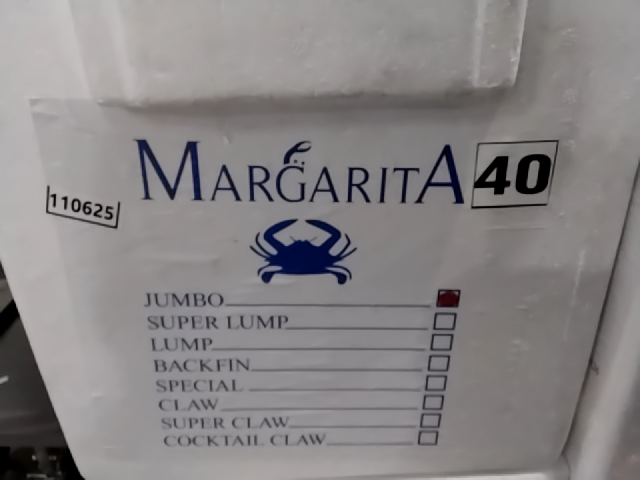 MARGARITA 40
110625
JUMBO
SUPER LUMP
LUMP
BACKFIN
SPECIAL
CLAW
SUPER CLAW
COCKTAIL CLAW